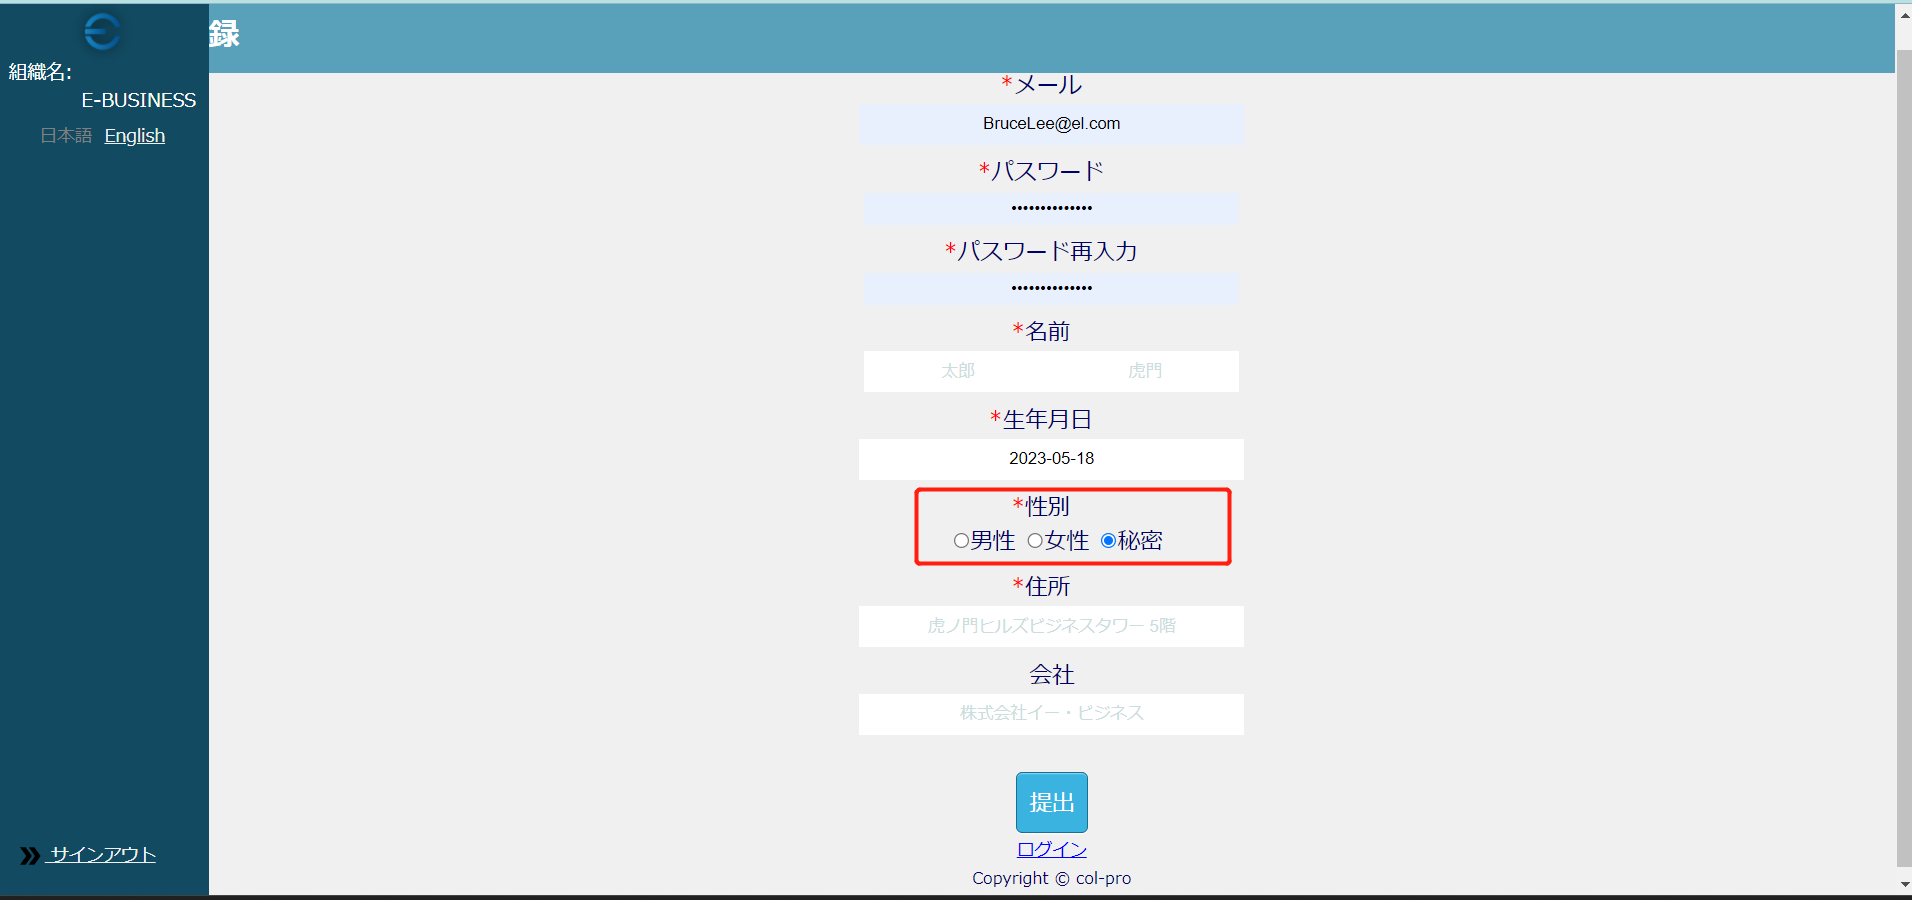 組織名:
E-BUSINESS
日本語 English
サインアウト
録
*メール
BruceLee@el.com
*パスワード
••••••••••••••
*パスワード再入力
••••••••••••••
*名前
太郎 虎門
*生年月日
2023-05-18
*性別
男性 女性 秘密
*住所
虎ノ門ヒルズビジネスタワー 5階
会社
株式会社イー・ビジネス
提出
ログイン
Copyright © col-pro